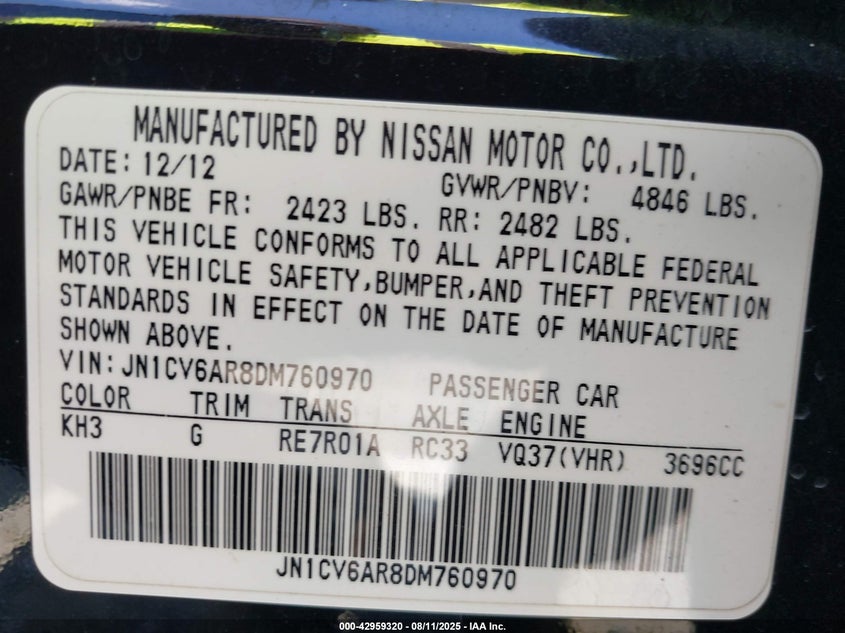 MANUFACTURED BY NISSAN MOTOR CO.,LTD.
DATE: 12/12 GVWR/PNBV: 4846 LBS.
GAWR/PNBE FR: 2423 LBS. RR: 2482 LBS.
THIS VEHICLE CONFORMS TO ALL APPLICABLE FEDERAL
MOTOR VEHICLE SAFETY,BUMPER,AND THEFT PREVENTION
STANDARDS IN EFFECT ON THE DATE OF MANUFACTURE
SHOWN ABOVE.
VIN:JN1CV6AR8DM760970 PASSENGER CAR
COLOR TRIM TRANS AXLE ENGINE
KH3 G RE7R01A RC33 VQ37(VHR) 3696CC
JN1CV6AR8DM760970
000-42959320 - 08/11/2025 - IAA Inc.